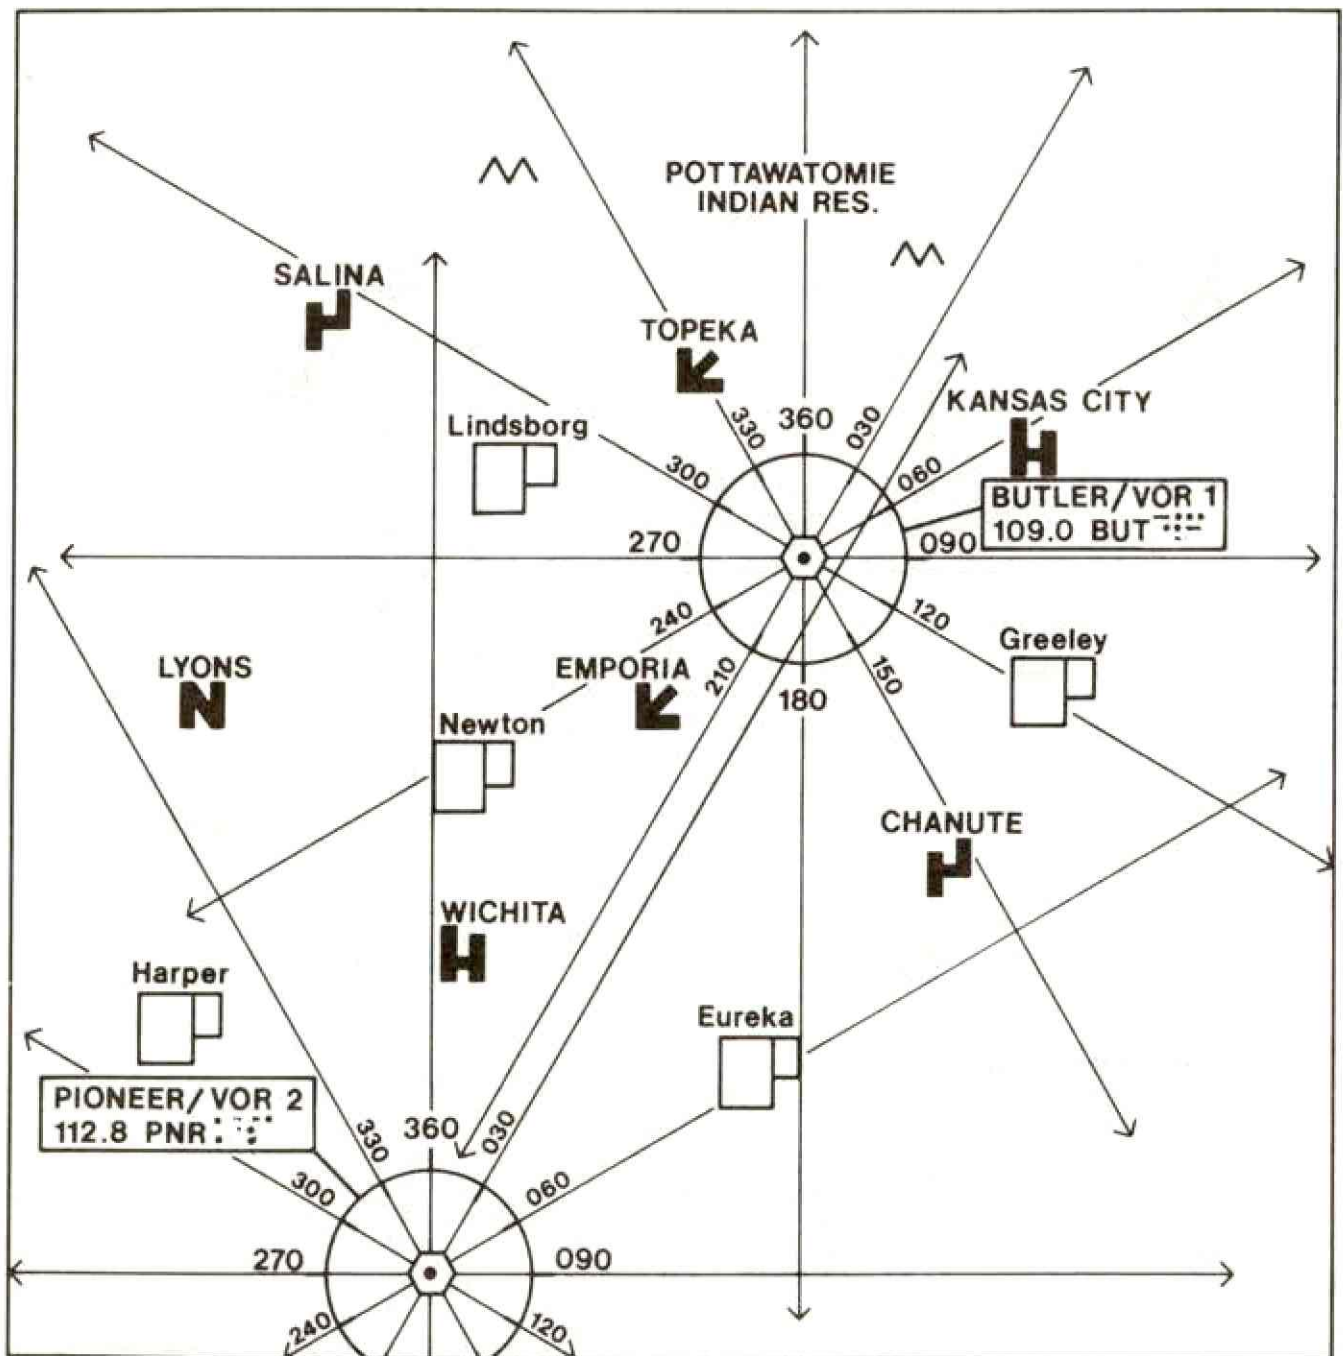 POTTAWATOMIE
INDIAN RES.
SALINA
TOPEKA
KANSAS CITY
Lindsborg
330
360
030
300
060
BUTLER/VOR 1
109.0 BUT
270
090
240
120
210
150
180
LYONS
EMPORIA
Greeley
Newton
CHANUTE
WICHITA
Harper
Eureka
PIONEER/VOR 2
112.8 PNR
330
360
030
300
060
270
090
240
120